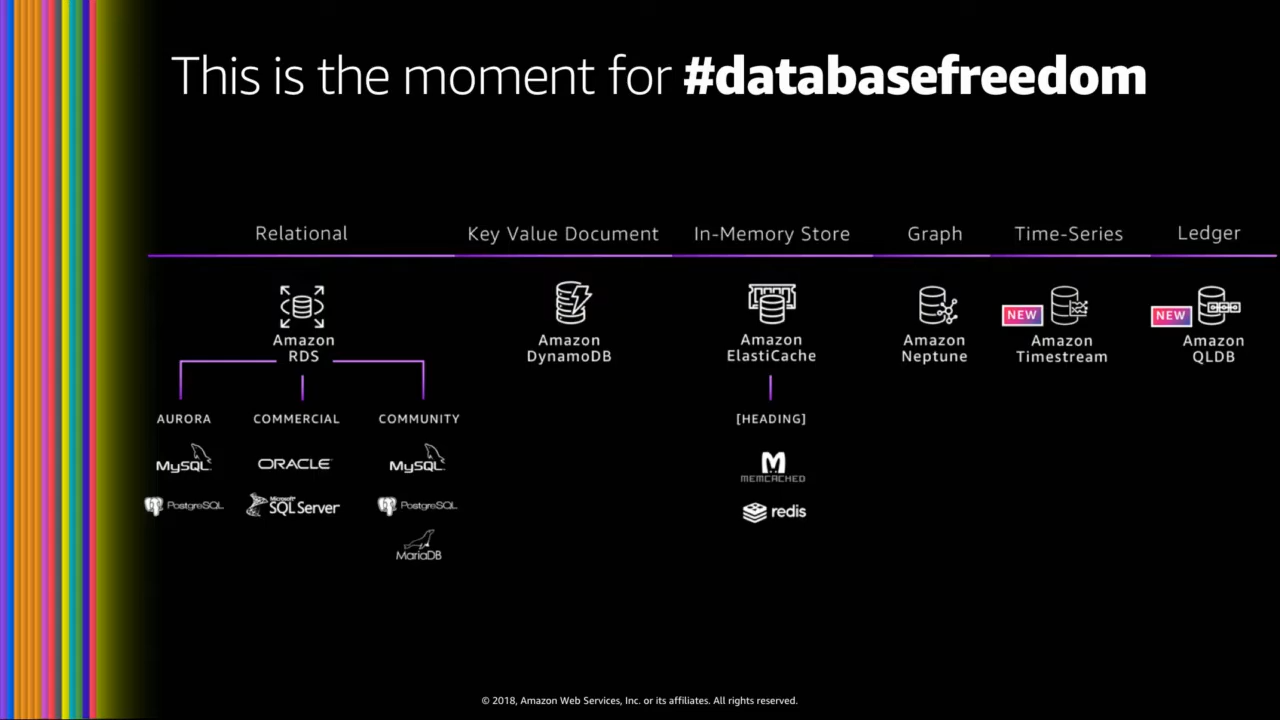 This is the moment for #databasefreedom
Relational
Key Value Document
In-Memory Store
Graph
Time-Series
Ledger
Amazon
RDS
Amazon
DynamoDB
Amazon
ElastiCache
Amazon
Neptune
NEW
Amazon
Timestream
NEW
Amazon
QLDB
AURORA
COMMERCIAL
COMMUNITY
[HEADING]
MySQL
ORACLE
MySQL
MEMCACHED
PostgreSQL
Microsoft
SQL Server
PostgreSQL
redis
MariaDB
© 2018, Amazon Web Services, Inc. or its affiliates. All rights reserved.